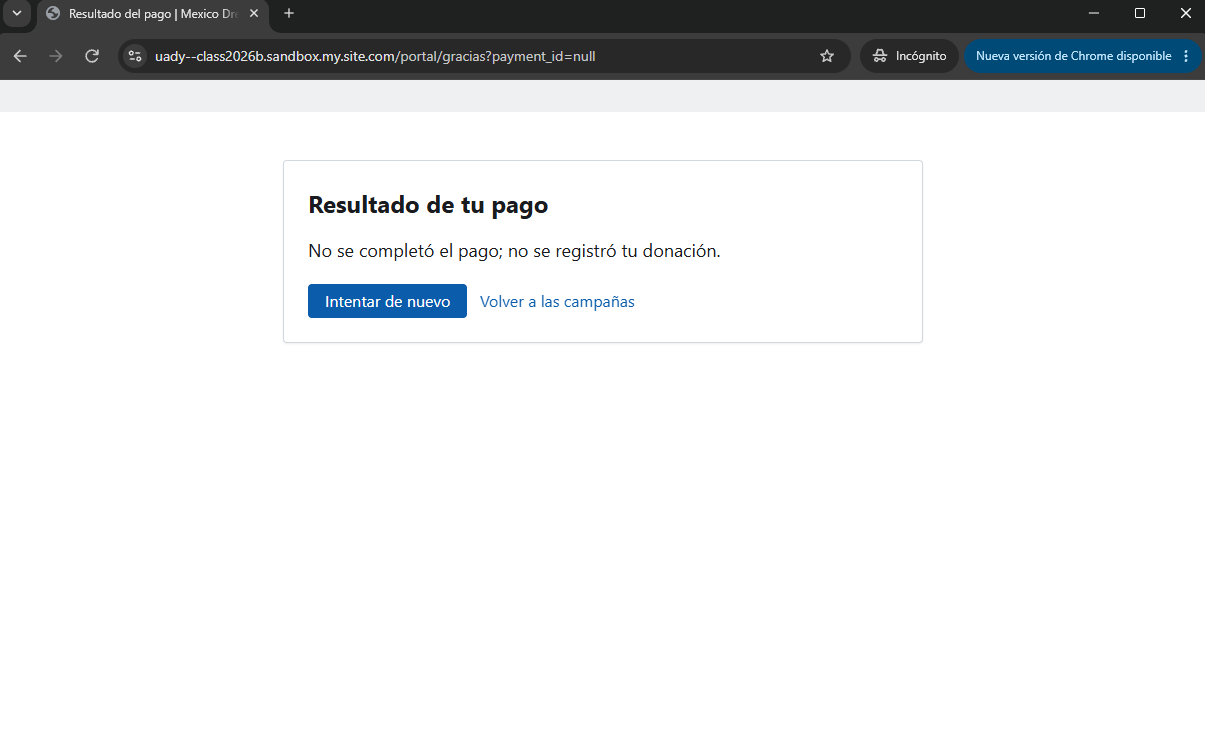 Resultado del pago | Mexico Dr
uady--class2026b.sandbox.my.site.com/portal/gracias?payment_id=null
Incógnito
Nueva versión de Chrome disponible
Resultado de tu pago
No se completó el pago; no se registró tu donación.
Intentar de nuevo
Volver a las campañas